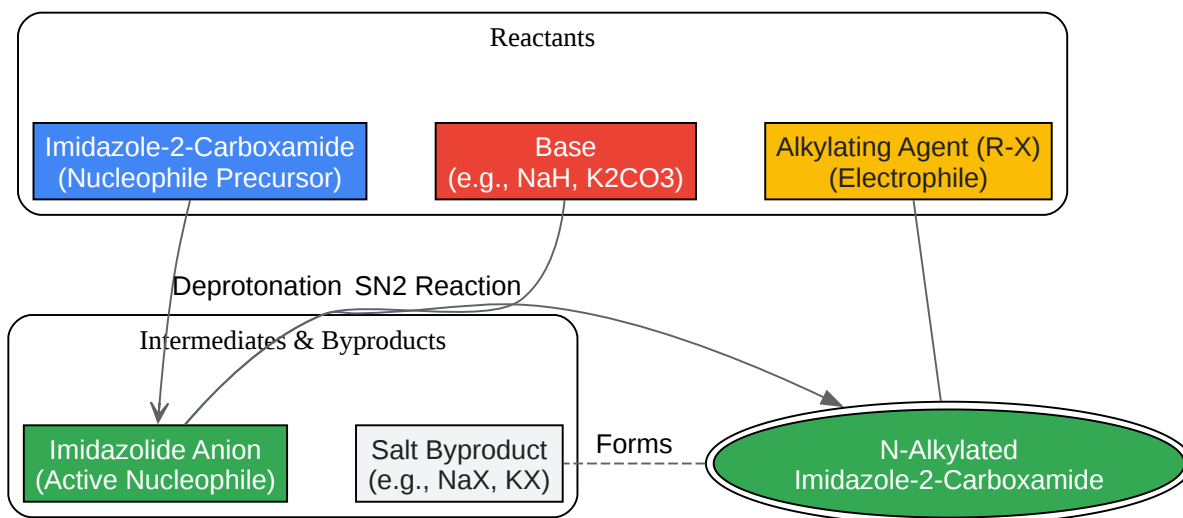 Reactants
Imidazole-2-Carboxamide
(Nucleophile Precursor)
Base
(e.g., NaH, K2CO3)
Alkylating Agent (R-X)
(Electrophile)
Deprotonation
SN2 Reaction
Intermediates & Byproducts
Imidazolide Anion
(Active Nucleophile)
Salt Byproduct
(e.g., NaX, KX)
Forms
N-Alkylated
Imidazole-2-Carboxamide